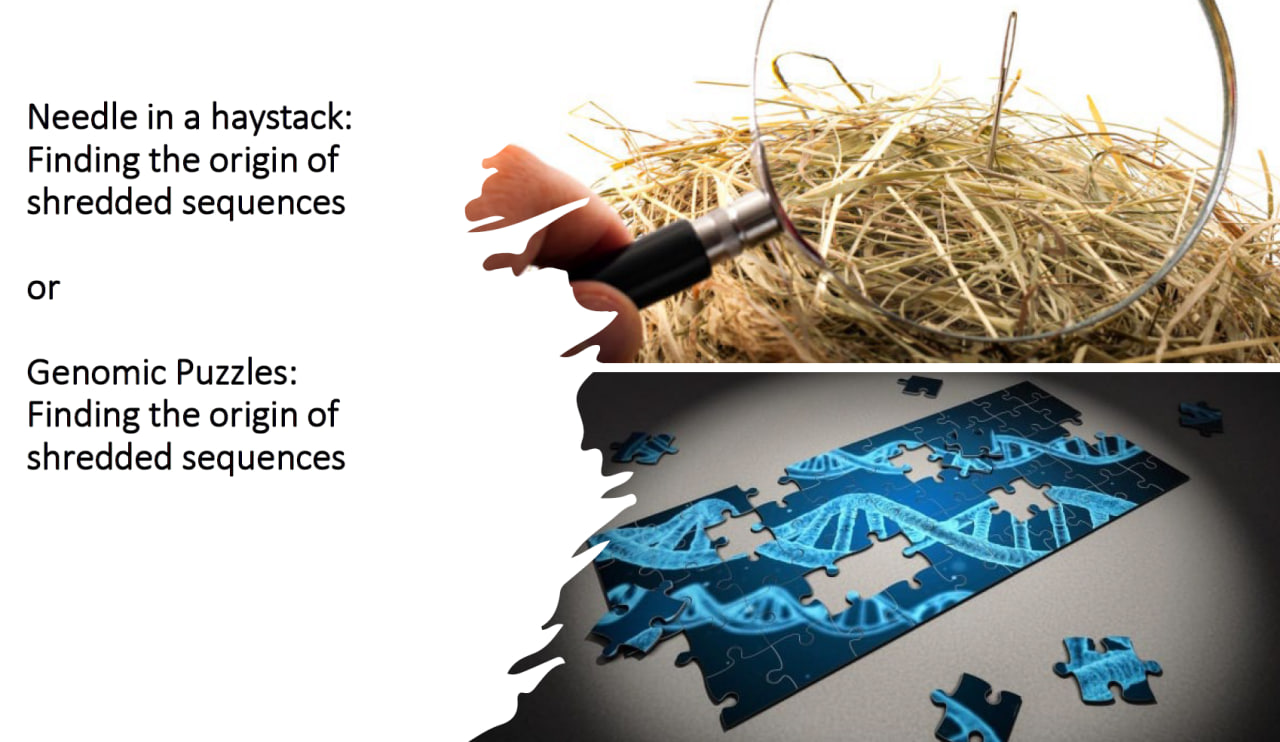 Needle in a haystack:
Finding the origin of
shredded sequences
or
Genomic Puzzles:
Finding the origin of
shredded sequences